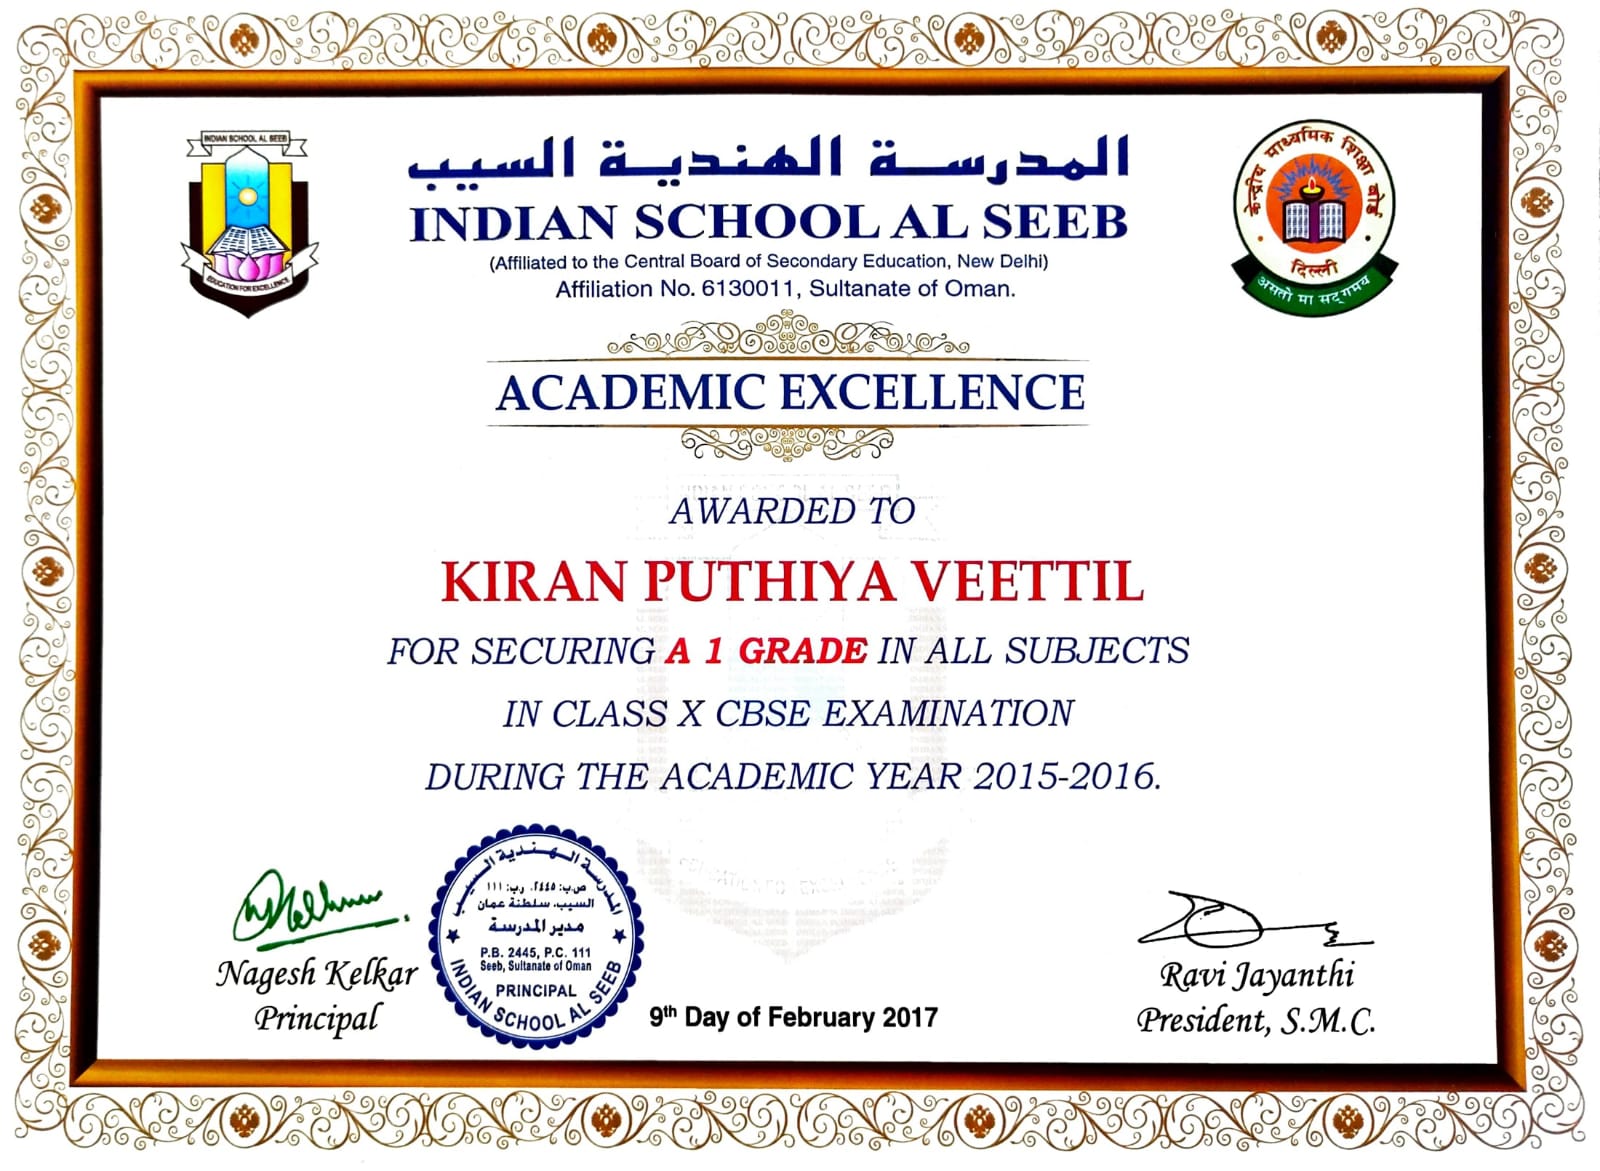 INDIAN SCHOOL AL SEEB
EDUCATION FOR EXCELLENCE
المدرسة الهندية السيب
INDIAN SCHOOL AL SEEB
(Affiliated to the Central Board of Secondary Education, New Delhi)
Affiliation No. 6130011, Sultanate of Oman.
केन्द्रीय माध्यमिक शिक्षा बोर्ड
दिल्ली
असतो मा सद्गमय
ACADEMIC EXCELLENCE
AWARDED TO
KIRAN PUTHIYA VEETTIL
FOR SECURING A 1 GRADE IN ALL SUBJECTS
IN CLASS X CBSE EXAMINATION
DURING THE ACADEMIC YEAR 2015-2016.
Nagesh Kelkar
Principal
المدرسة الهندية السيب
ص.ب: ٢٤٤٥، ر.ب: ١١١
السيب، سلطنة عمان
مدير المدرسة
P.B. 2445, P.C. 111
Seeb, Sultanate of Oman
PRINCIPAL
INDIAN SCHOOL AL SEEB
9th Day of February 2017
Ravi Jayanthi
President, S.M.C.